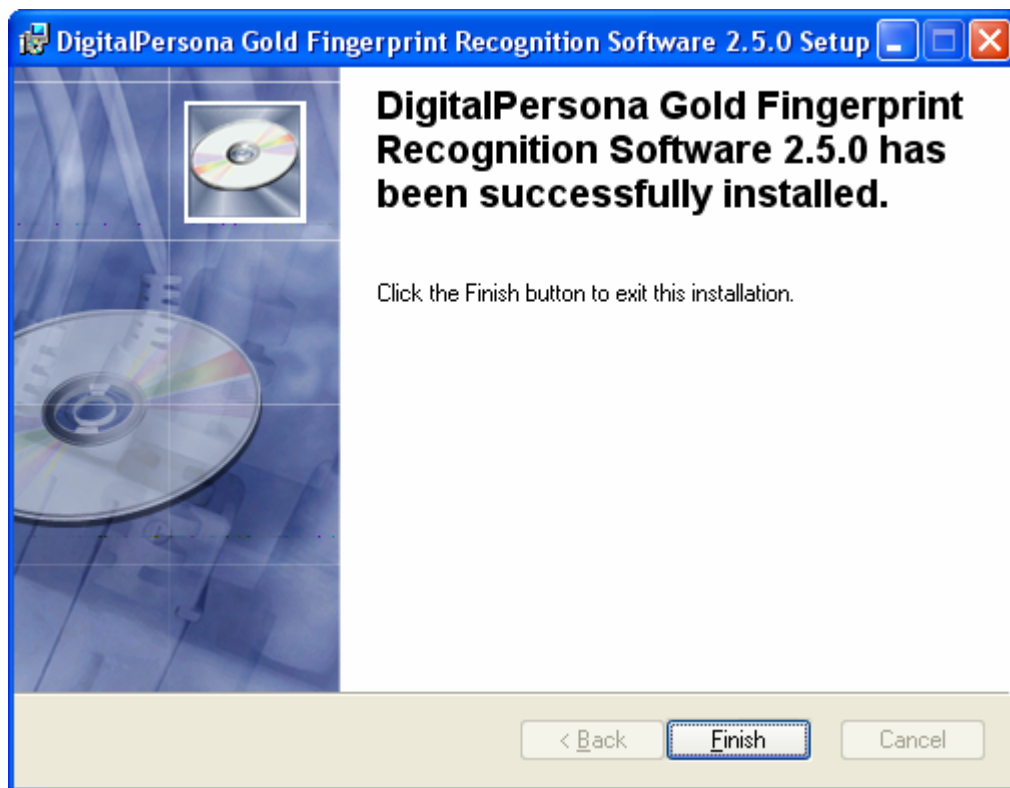 DigitalPersona Gold Fingerprint Recognition Software 2.5.0 Setup
DigitalPersona Gold Fingerprint
Recognition Software 2.5.0 has
been successfully installed.
Click the Finish button to exit this installation.
< Back Finish Cancel